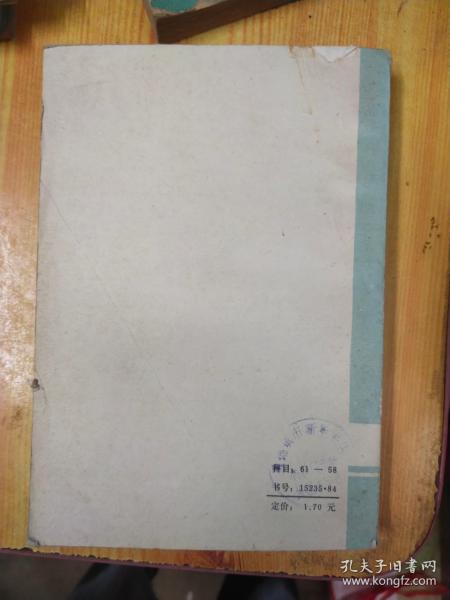 科目：61 — 58
书号：15235·84
定价：1.70 元
孔夫子旧书网
www.kongfz.com